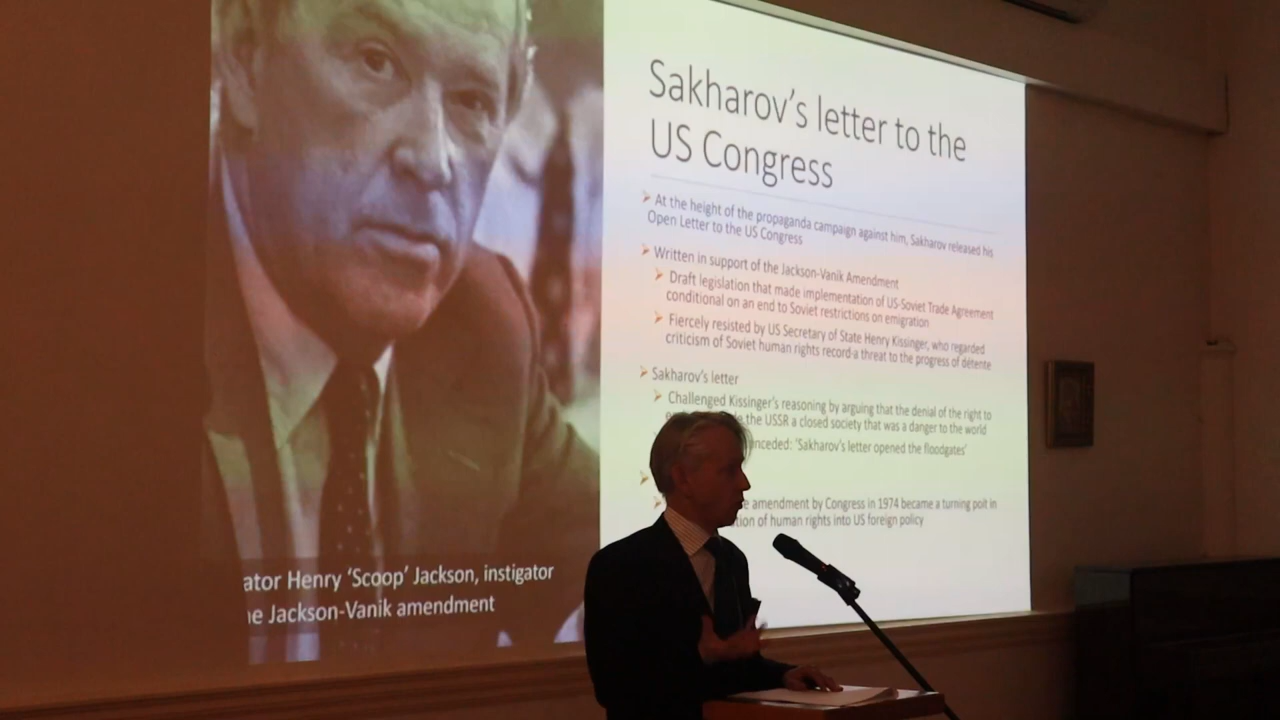 Sakharov's letter to the
US Congress
At the height of the propaganda campaign against him, Sakharov released his
Open Letter to the US Congress
Written in support of the Jackson-Vanik Amendment
Draft legislation that made implementation of US-Soviet Trade Agreement
conditional on an end to Soviet restrictions on emigration
Fiercely resisted by US Secretary of State Henry Kissinger, who regarded
criticism of Soviet human rights record a threat to the progress of détente
Sakharov's letter
Challenged Kissinger's reasoning by arguing that the denial of the right to
the USSR a closed society that was a danger to the world
nceded: 'Sakharov's letter opened the floodgates'
amendment by Congress in 1974 became a turning poit in
tion of human rights into US foreign policy
ator Henry 'Scoop' Jackson, instigator
he Jackson-Vanik amendment